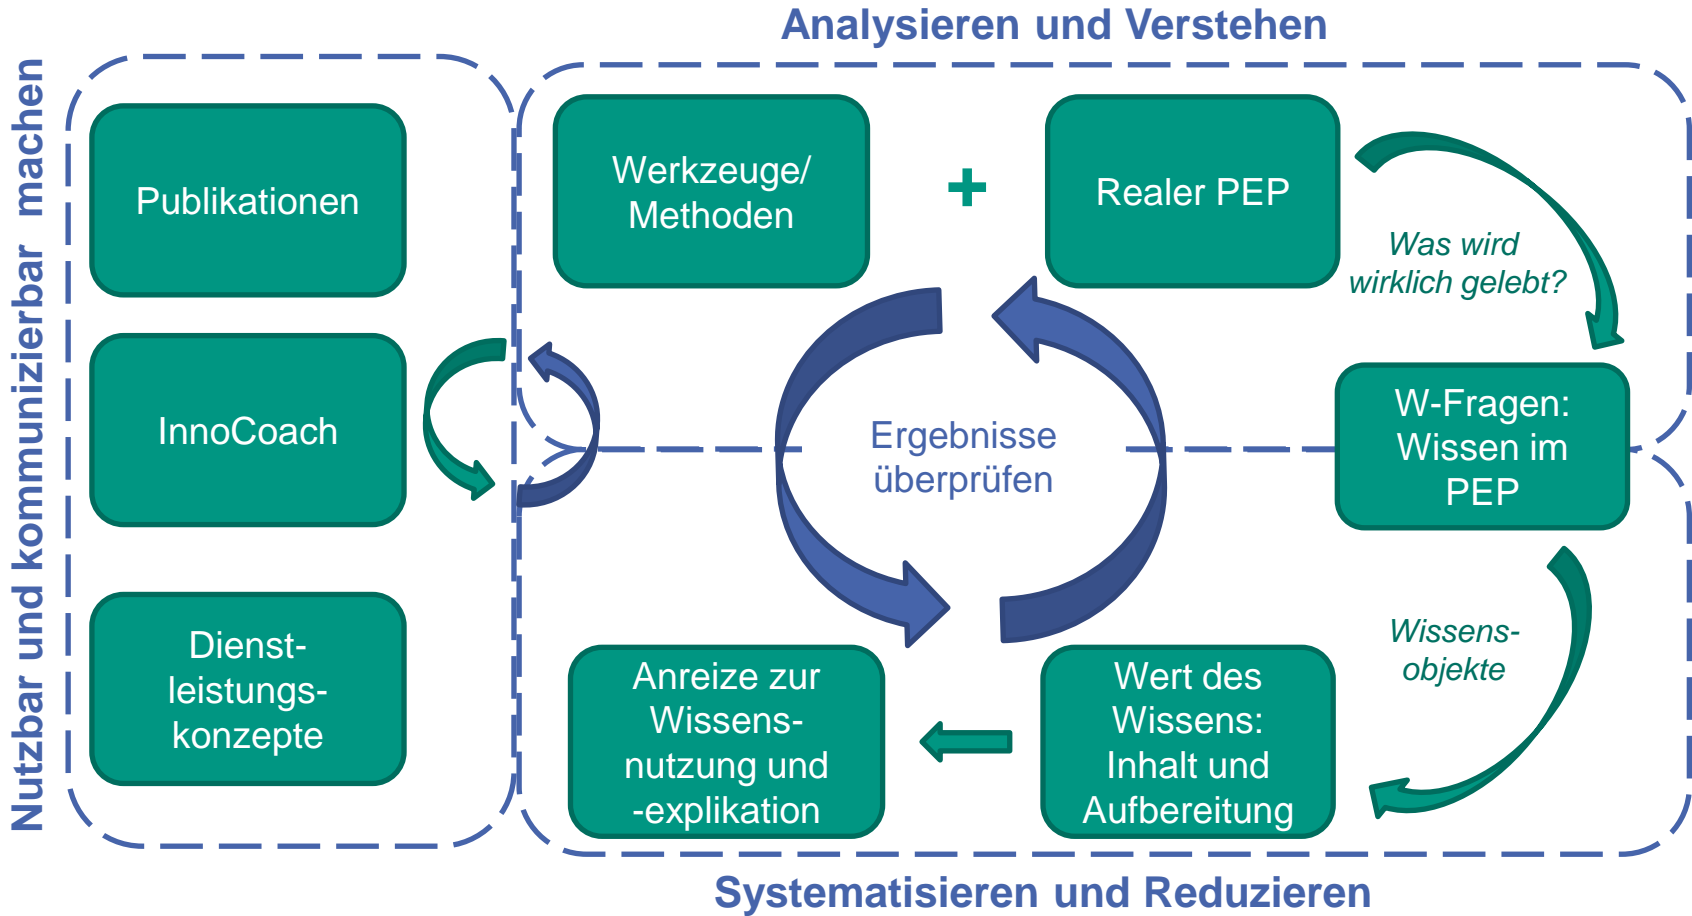 Analysieren und Verstehen
Nutzbar und kommunizierbar machen
Publikationen
InnoCoach
Dienst-
leistungs-
konzepte
Werkzeuge/
Methoden
+
Realer PEP
Was wird
wirklich gelebt?
W-Fragen:
Wissen im
PEP
Ergebnisse
überprüfen
Wissens-
objekte
Wert des
Wissens:
Inhalt und
Aufbereitung
Anreize zur
Wissens-
nutzung und
-explikation
Systematisieren und Reduzieren